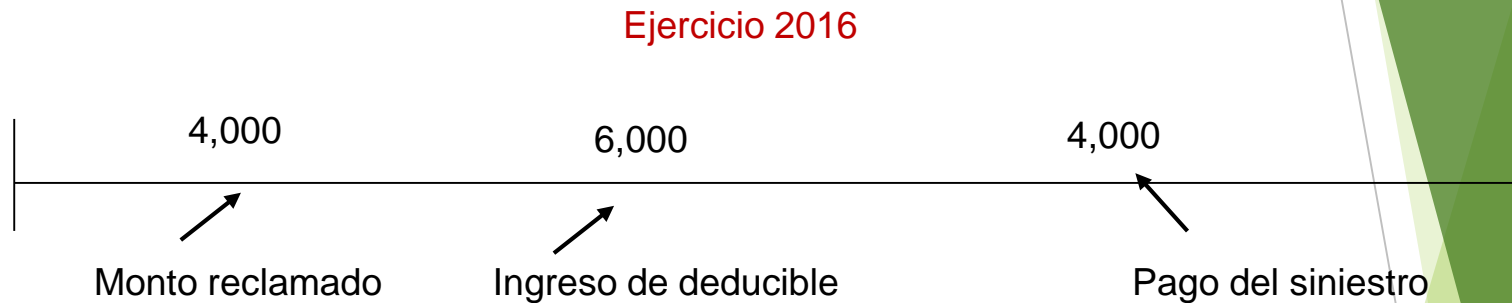 Ejercicio 2016
4,000
6,000
4,000
Monto reclamado
Ingreso de deducible
Pago del siniestro